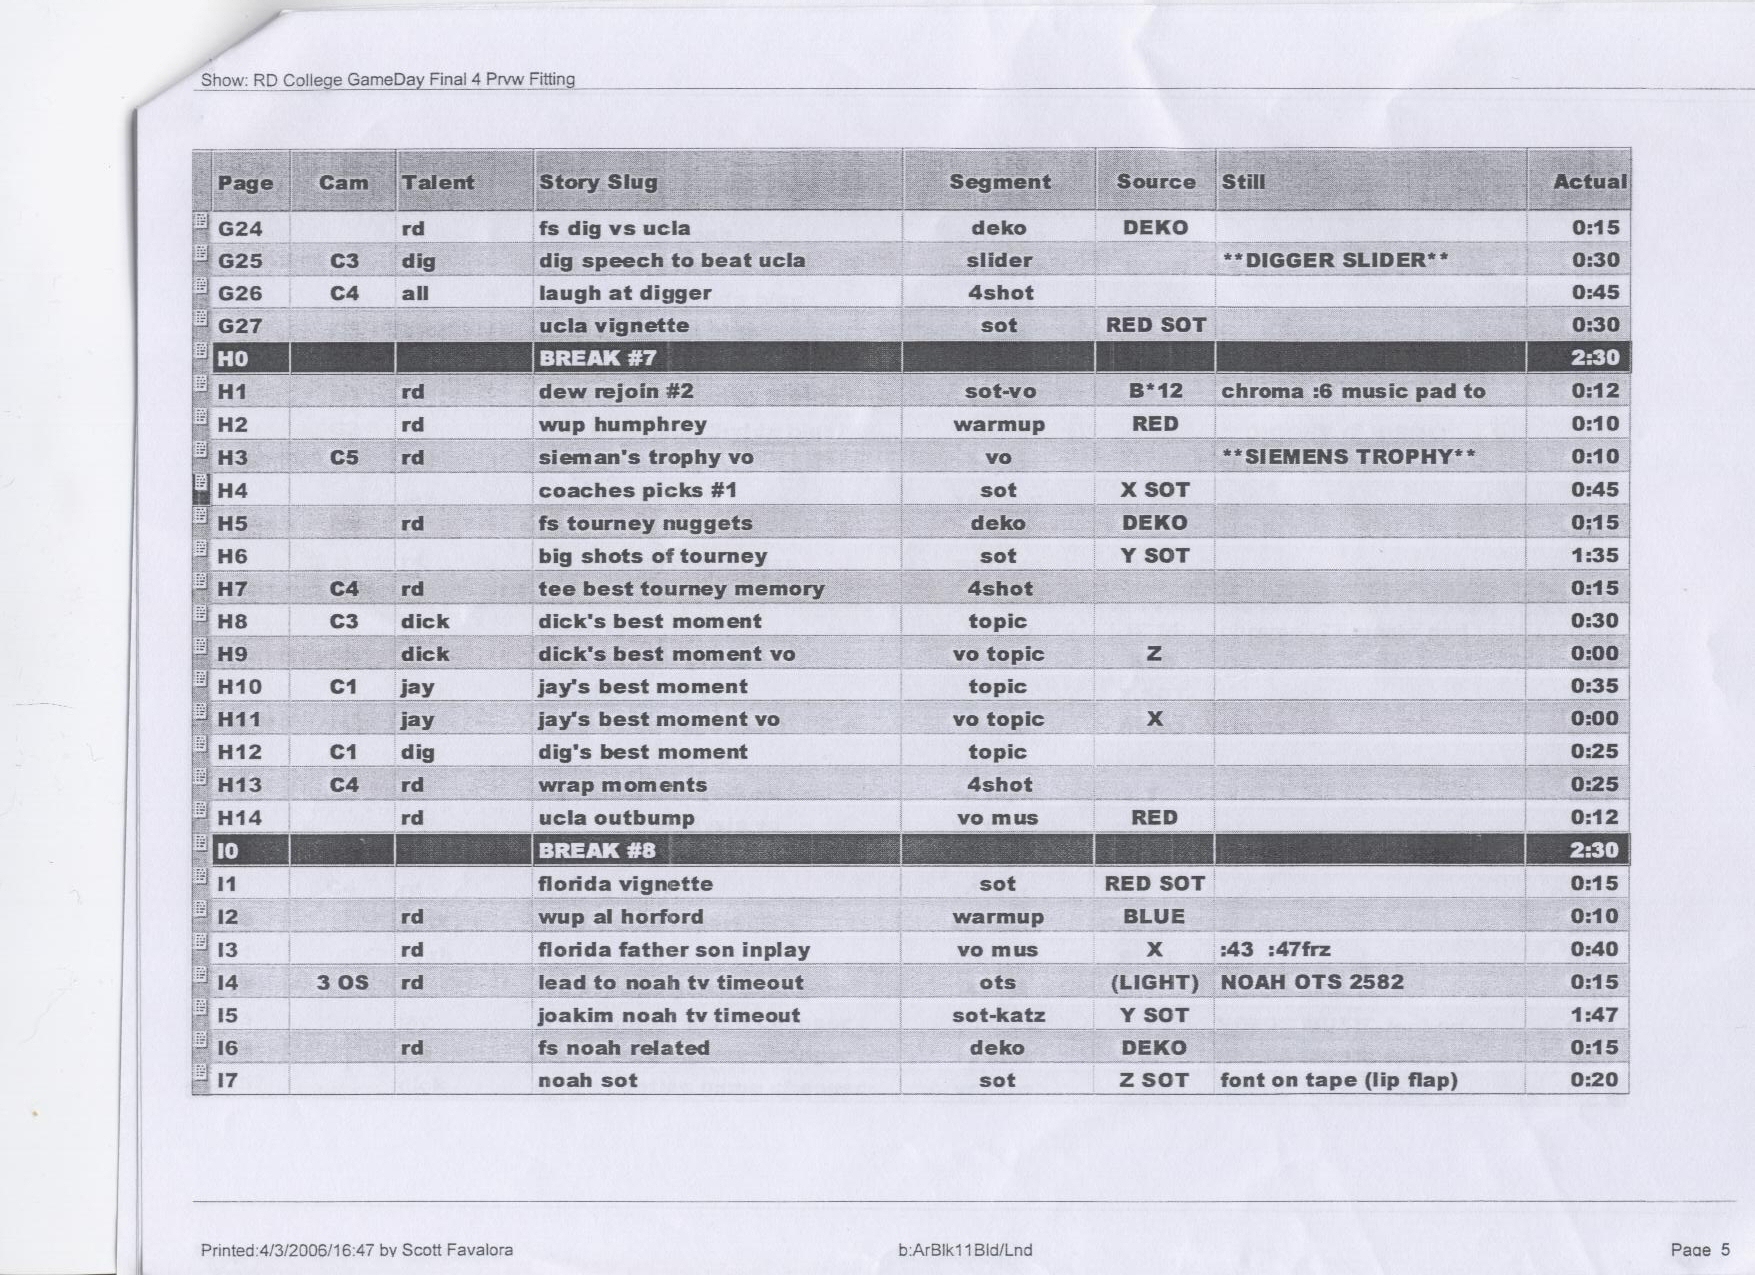 Show: RD College GameDay Final 4 Prvw Fitting
Page Cam Talent Story Slug Segment Source Still Actual
G24 rd fs dig vs ucla deko DEKO 0:15
G25 C3 dig dig speech to beat ucla slider **DIGGER SLIDER** 0:30
G26 C4 all laugh at digger 4shot 0:45
G27 ucla vignette sot RED SOT 0:30
H0 BREAK #7 2:30
H1 rd dew rejoin #2 sot-vo B*12 chroma :6 music pad to 0:12
H2 rd wup humphrey warmup RED 0:10
H3 C5 rd sieman's trophy vo vo **SIEMENS TROPHY** 0:10
H4 coaches picks #1 sot X SOT 0:45
H5 rd fs tourney nuggets deko DEKO 0:15
H6 big shots of tourney sot Y SOT 1:35
H7 C4 rd tee best tourney memory 4shot 0:15
H8 C3 dick dick's best moment topic 0:30
H9 dick dick's best moment vo vo topic Z 0:00
H10 C1 jay jay's best moment topic 0:35
H11 jay jay's best moment vo vo topic X 0:00
H12 C1 dig dig's best moment topic 0:25
H13 C4 rd wrap moments 4shot 0:25
H14 rd ucla outbump vo mus RED 0:12
I0 BREAK #8 2:30
I1 florida vignette sot RED SOT 0:15
I2 rd wup al horford warmup BLUE 0:10
I3 rd florida father son inplay vo mus X :43 :47frz 0:40
I4 3 OS rd lead to noah tv timeout ots (LIGHT) NOAH OTS 2582 0:15
I5 joakim noah tv timeout sot-katz Y SOT 1:47
I6 rd fs noah related deko DEKO 0:15
I7 noah sot sot Z SOT font on tape (lip flap) 0:20
Printed:4/3/2006/16:47 by Scott Favalora b:ArBlk11Bld/Lnd Page 5